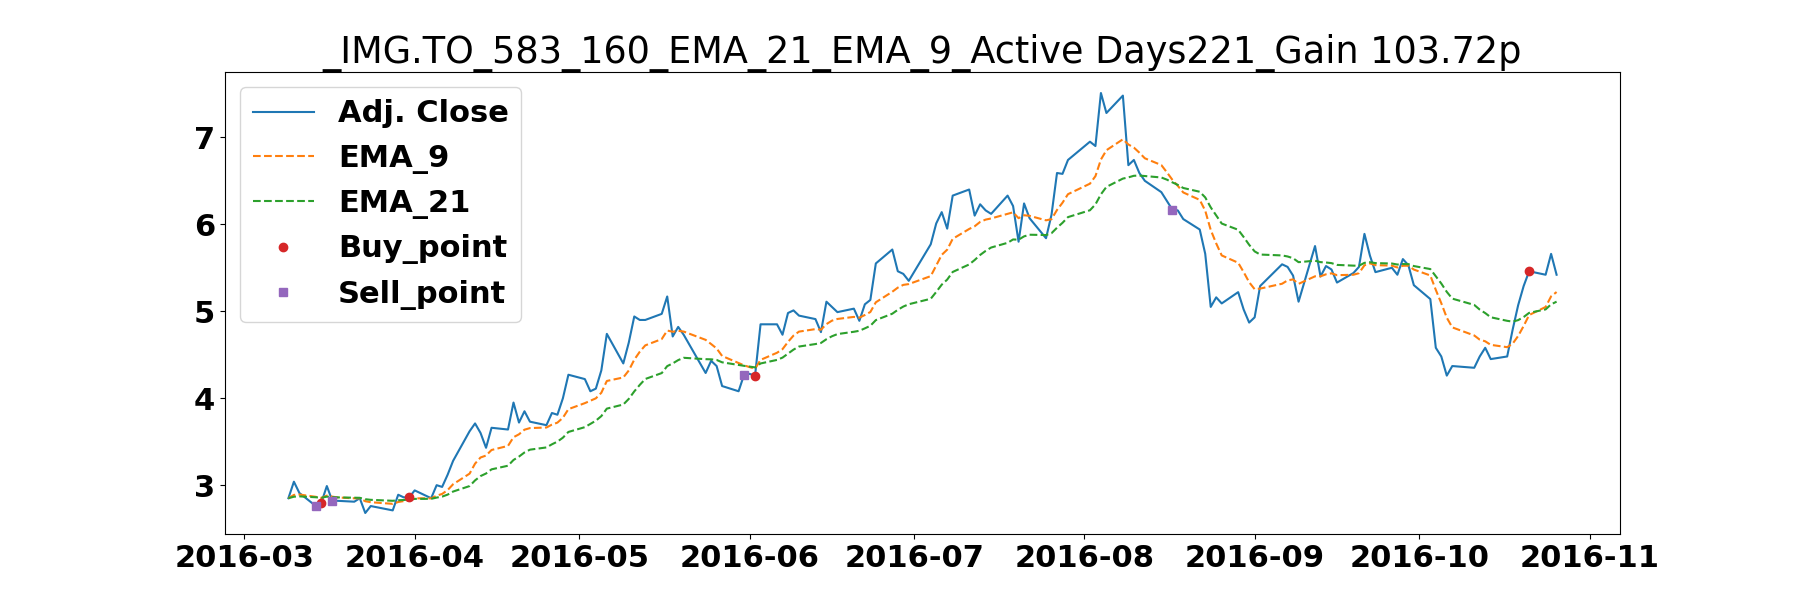 _IMG.TO_583_160_EMA_21_EMA_9_Active Days221_Gain 103.72p
Adj. Close
EMA_9
EMA_21
Buy_point
Sell_point
7
6
5
4
3
2016-03 2016-04 2016-05 2016-06 2016-07 2016-08 2016-09 2016-10 2016-11